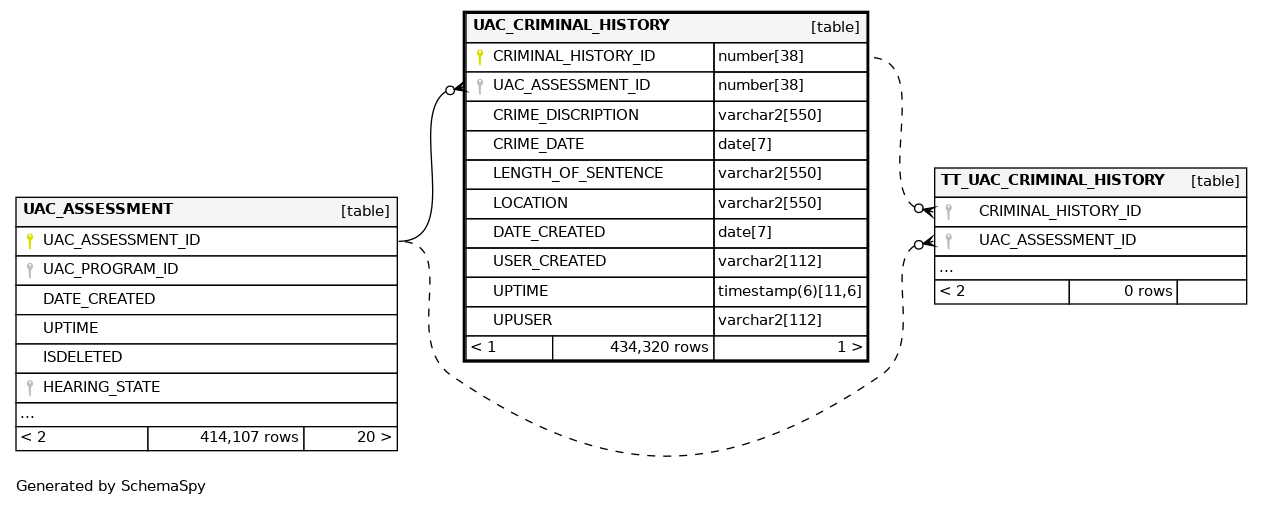 UAC_CRIMINAL_HISTORY [table]
CRIMINAL_HISTORY_ID number[38]
UAC_ASSESSMENT_ID number[38]
CRIME_DISCRIPTION varchar2[550]
CRIME_DATE date[7]
LENGTH_OF_SENTENCE varchar2[550]
LOCATION varchar2[550]
DATE_CREATED date[7]
USER_CREATED varchar2[112]
UPTIME timestamp(6)[11,6]
UPUSER varchar2[112]
< 1 434,320 rows 1 >
UAC_ASSESSMENT [table]
UAC_ASSESSMENT_ID
UAC_PROGRAM_ID
DATE_CREATED
UPTIME
ISDELETED
HEARING_STATE
...
< 2 414,107 rows 20 >
TT_UAC_CRIMINAL_HISTORY [table]
CRIMINAL_HISTORY_ID
UAC_ASSESSMENT_ID
...
< 2 0 rows
Generated by SchemaSpy